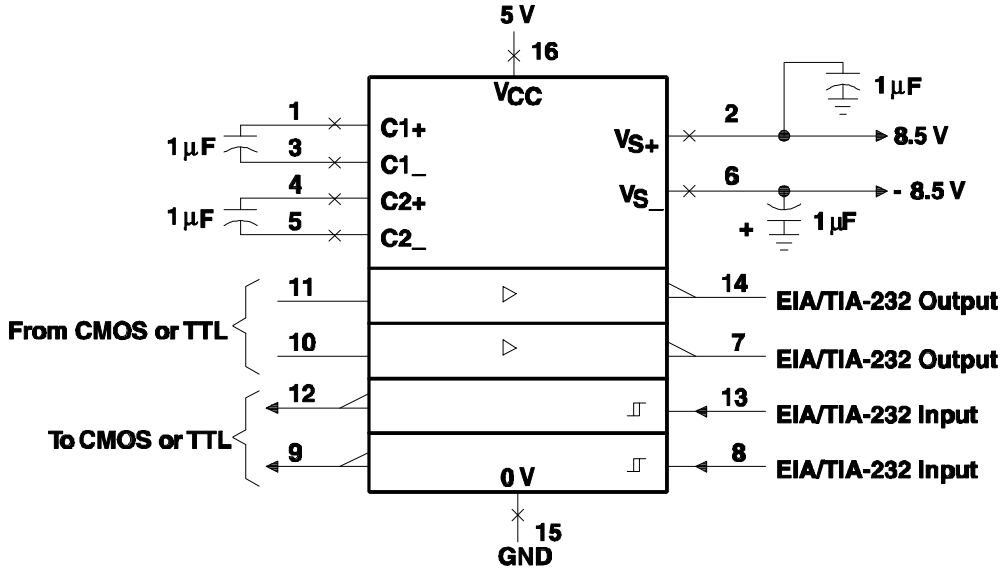 5 V
16
VCC
1
C1+
1 µF
3
C1_
4
C2+
1 µF
5
C2_
2
VS+
1 µF
8.5 V
6
VS_
- 8.5 V
+
1 µF
From CMOS or TTL
11
14
EIA/TIA-232 Output
10
7
EIA/TIA-232 Output
To CMOS or TTL
12
13
EIA/TIA-232 Input
9
8
EIA/TIA-232 Input
0 V
15
GND